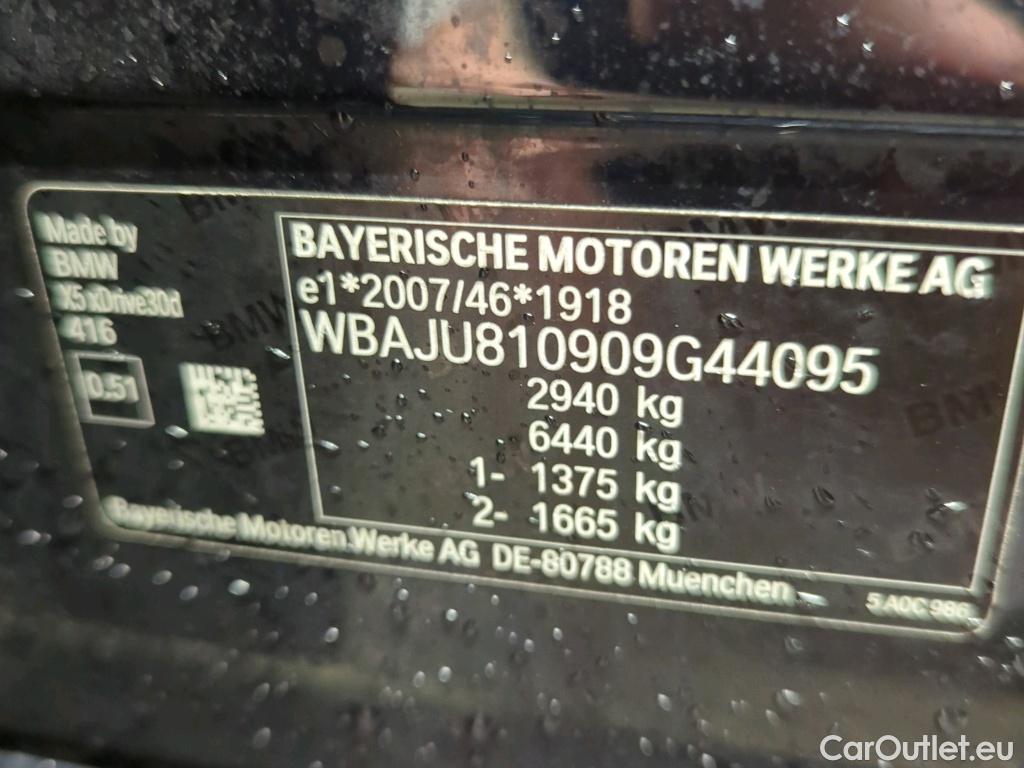 Made by
BMW
X5 xDrive30d
416
0.51
BAYERISCHE MOTOREN WERKE AG
e1*2007/46*1918
WBAJU810909G44095
2940 kg
6440 kg
1- 1375 kg
2- 1665 kg
Bayerische Motoren Werke AG DE-80788 Muenchen
5 A0C 986
CarOutlet.eu